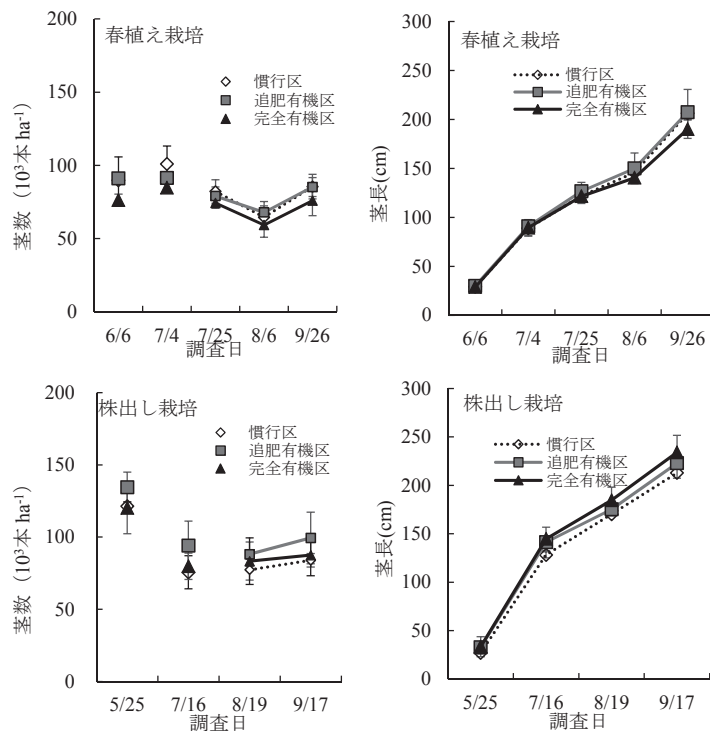 春植え栽培
慣行区
追肥有機区
完全有機区
茎数（10³本 ha⁻¹）
200
150
100
50
0
6/6
7/4
7/25
8/6
9/26
調査日
春植え栽培
慣行区
追肥有機区
完全有機区
茎長(cm)
300
250
200
150
100
50
0
6/6
7/4
7/25
8/6
9/26
調査日
株出し栽培
慣行区
追肥有機区
完全有機区
茎数（10³本 ha⁻¹）
200
150
100
50
0
5/25
7/16
8/19
9/17
調査日
株出し栽培
慣行区
追肥有機区
完全有機区
茎長(cm)
300
250
200
150
100
50
0
5/25
7/16
8/19
9/17
調査日